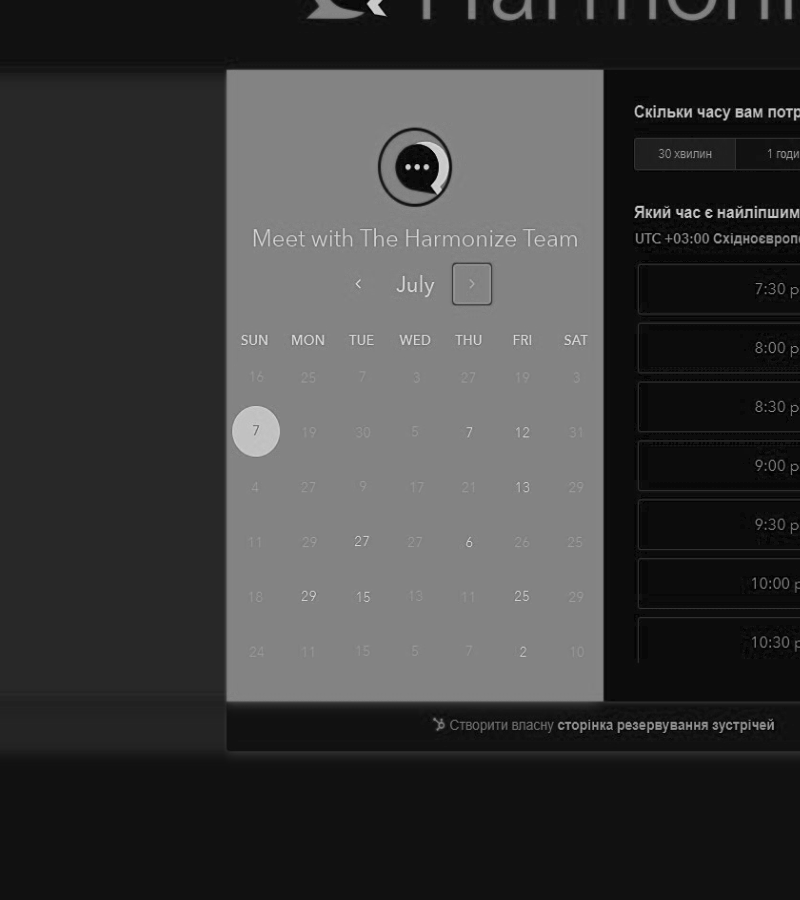 Harmoni
Meet with The Harmonize Team
July
SUN MON TUE WED THU FRI SAT
16 25 7 3 27 19 3
7 19 30 5 7 12 31
4 27 9 17 21 13 29
11 29 27 27 6 26 25
18 29 15 13 11 25 29
24 11 15 5 7 2 10
Скільки часу вам потр
30 хвилин 1 годи
Який час є найліпшим
UTC +03:00 Східноєвропе
7:30 p
8:00 p
8:30 p
9:00 p
9:30 p
10:00 p
10:30 p
Створити власну сторінка резервування зустрічей